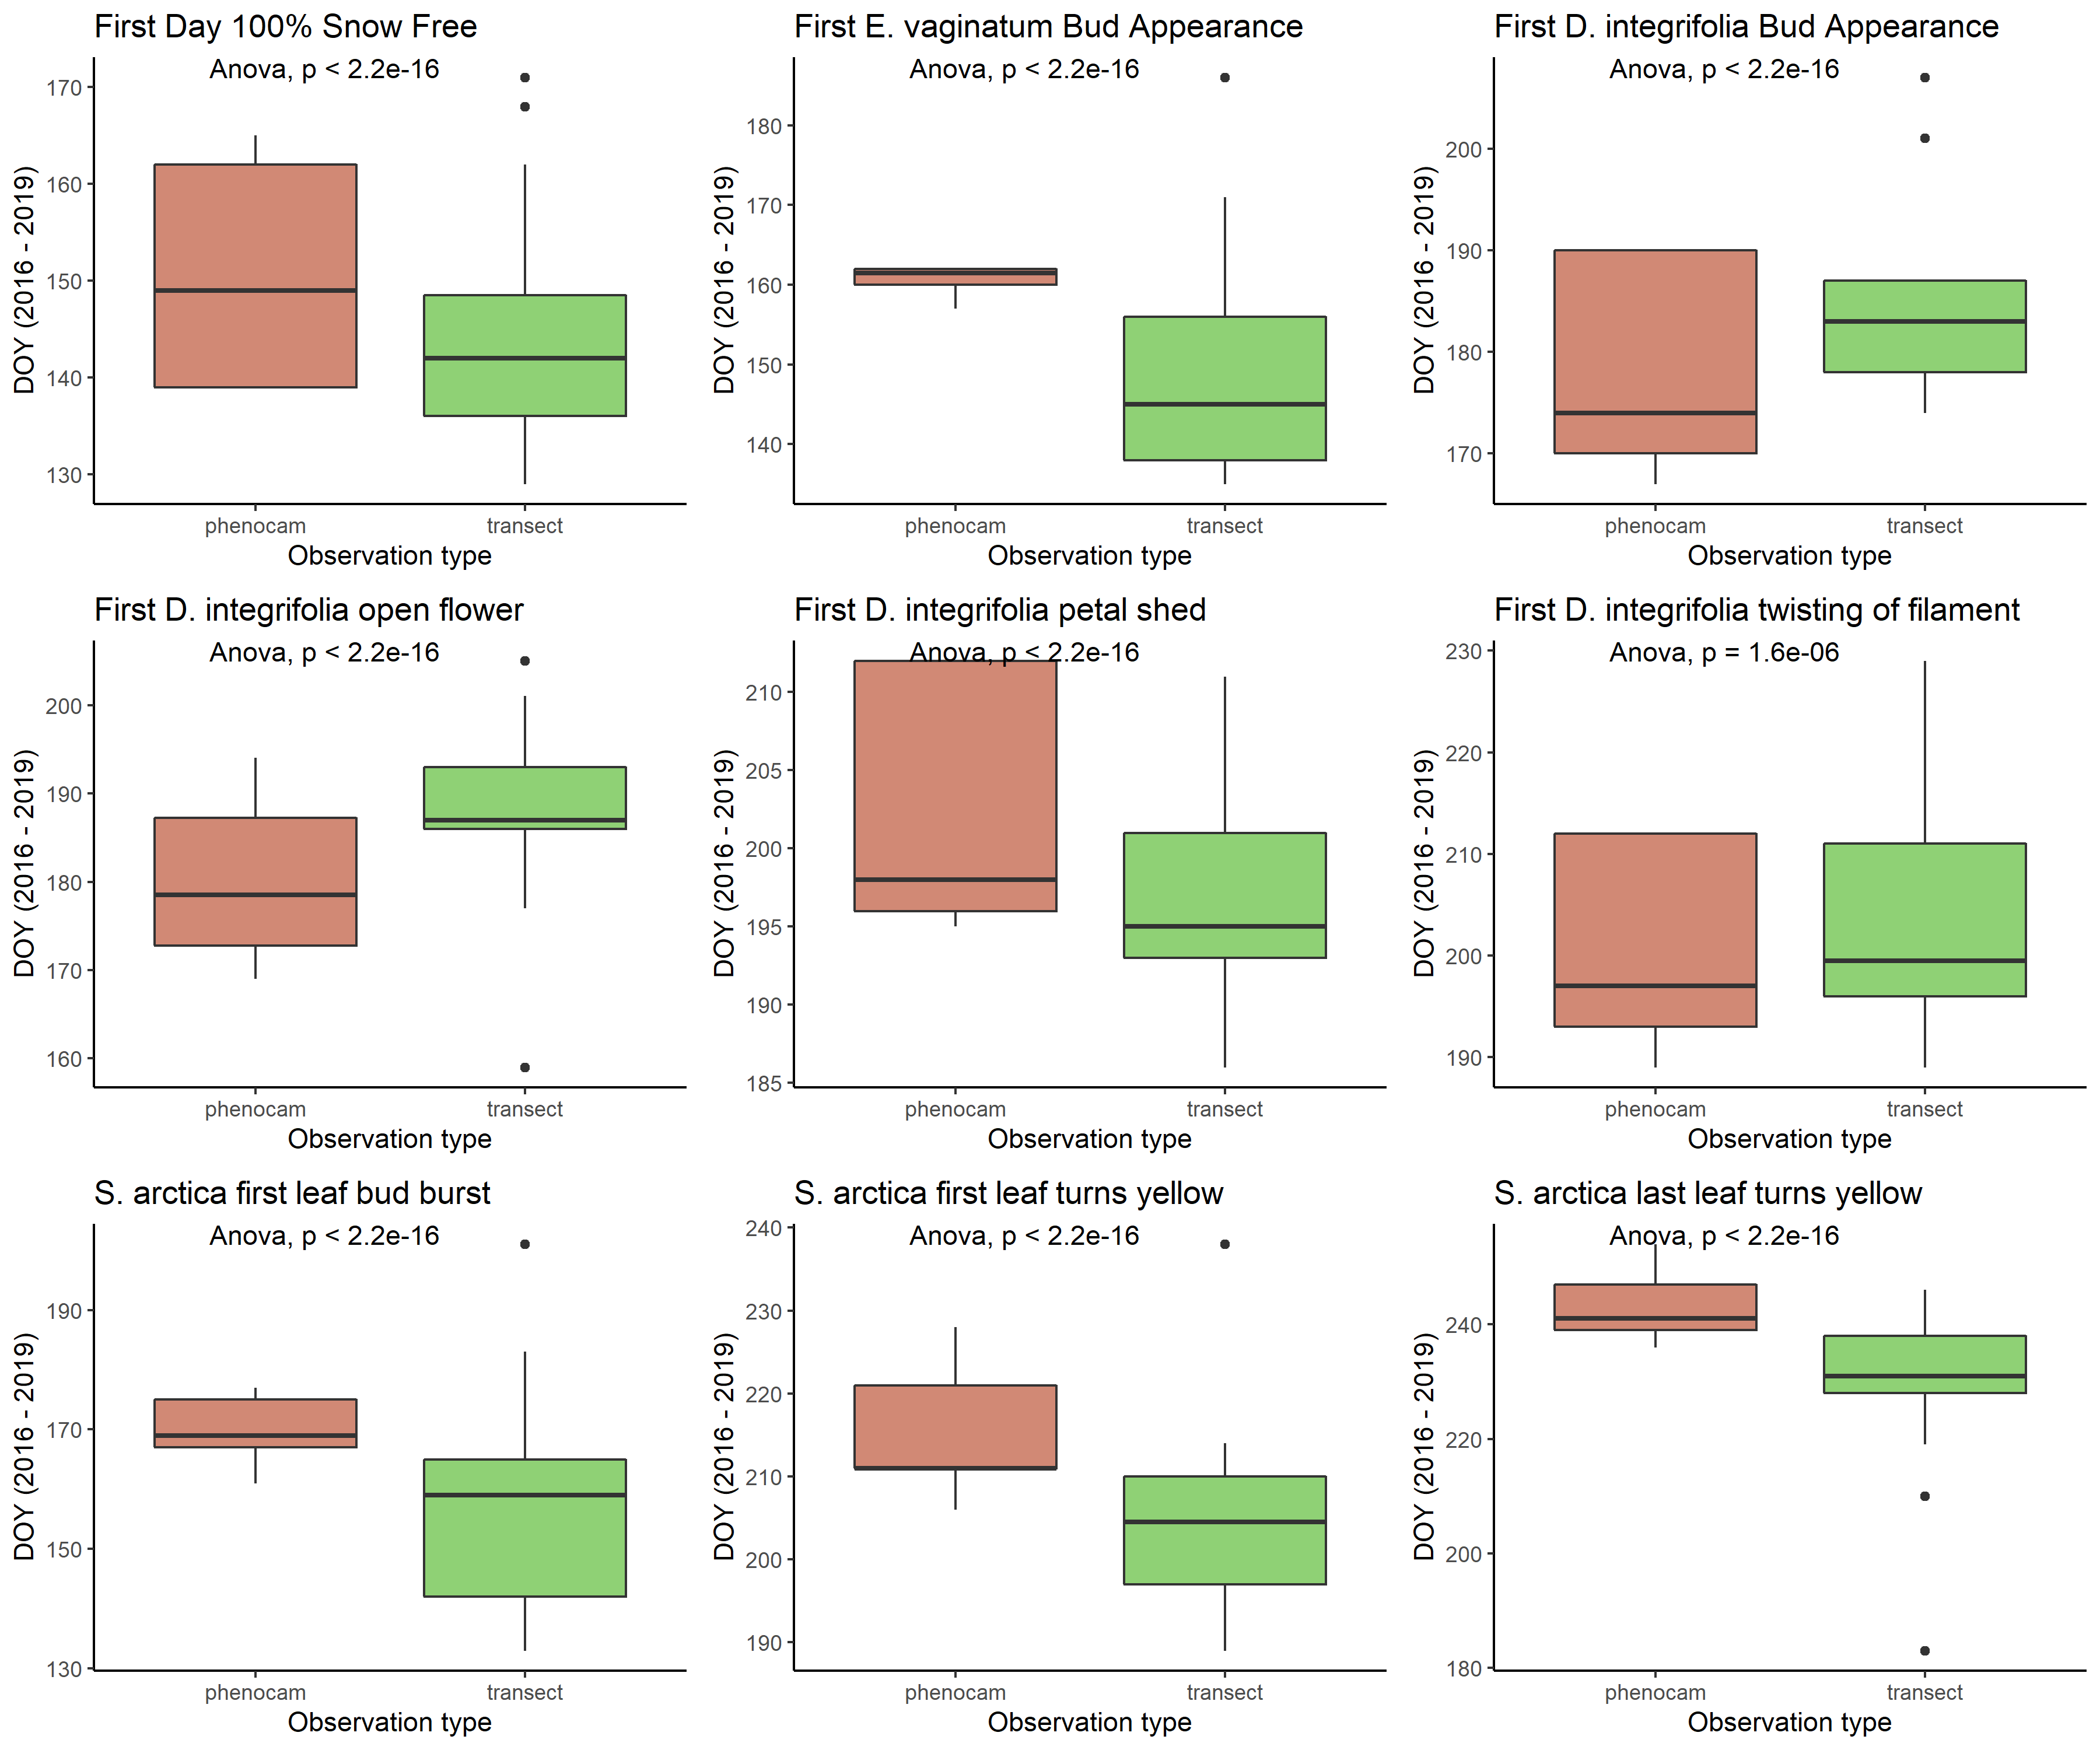 First Day 100% Snow Free
Anova, p < 2.2e-16
DOY (2016 - 2019)
170
160
150
140
130
phenocam
transect
Observation type
First E. vaginatum Bud Appearance
Anova, p < 2.2e-16
DOY (2016 - 2019)
180
170
160
150
140
phenocam
transect
Observation type
First D. integrifolia Bud Appearance
Anova, p < 2.2e-16
DOY (2016 - 2019)
200
190
180
170
phenocam
transect
Observation type
First D. integrifolia open flower
Anova, p < 2.2e-16
DOY (2016 - 2019)
200
190
180
170
160
phenocam
transect
Observation type
First D. integrifolia petal shed
Anova, p < 2.2e-16
DOY (2016 - 2019)
210
205
200
195
190
185
phenocam
transect
Observation type
First D. integrifolia twisting of filament
Anova, p = 1.6e-06
DOY (2016 - 2019)
230
220
210
200
190
phenocam
transect
Observation type
S. arctica first leaf bud burst
Anova, p < 2.2e-16
DOY (2016 - 2019)
190
170
150
130
phenocam
transect
Observation type
S. arctica first leaf turns yellow
Anova, p < 2.2e-16
DOY (2016 - 2019)
240
230
220
210
200
190
phenocam
transect
Observation type
S. arctica last leaf turns yellow
Anova, p < 2.2e-16
DOY (2016 - 2019)
240
220
200
180
phenocam
transect
Observation type